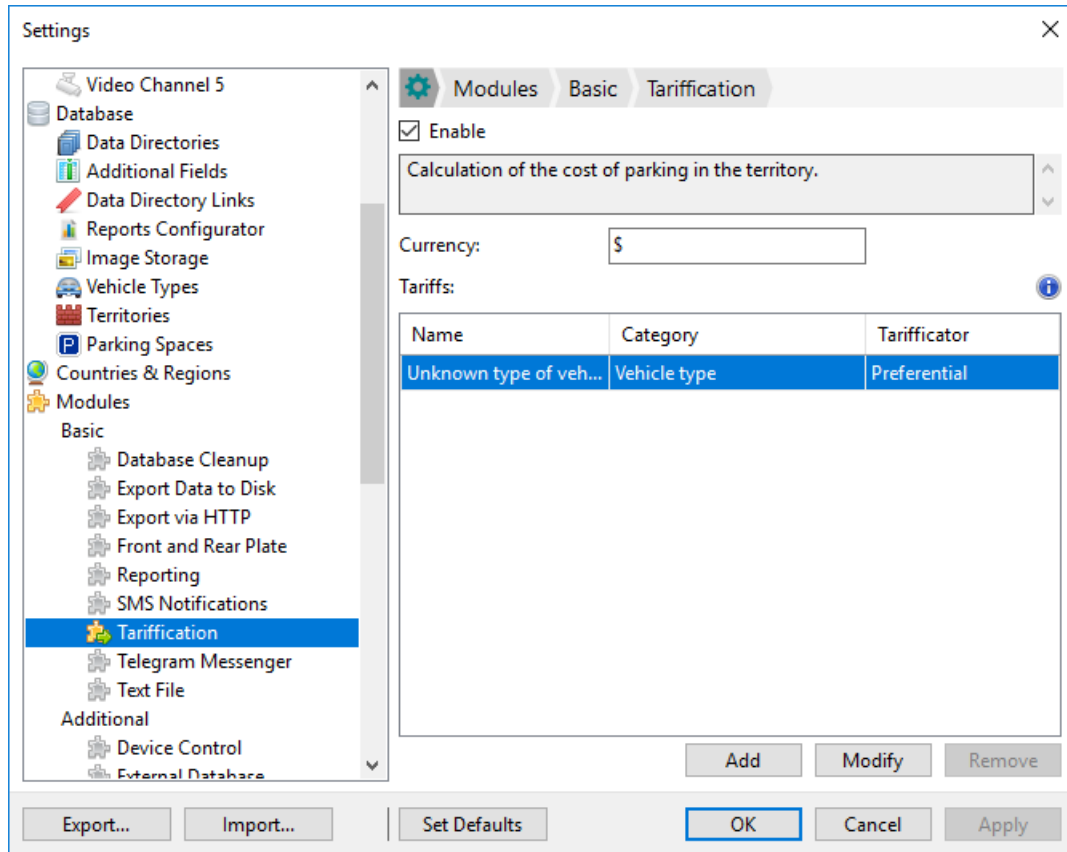 Settings
Video Channel 5
Database
Data Directories
Additional Fields
Data Directory Links
Reports Configurator
Image Storage
Vehicle Types
Territories
Parking Spaces
Countries & Regions
Modules
Basic
Database Cleanup
Export Data to Disk
Export via HTTP
Front and Rear Plate
Reporting
SMS Notifications
Tariffication
Telegram Messenger
Text File
Additional
Device Control
External Database
Modules Basic Tariffication
Enable
Calculation of the cost of parking in the territory.
Currency: $
Tariffs:
Name Category Tarifficator
Unknown type of veh... Vehicle type Preferential
Add Modify Remove
Export... Import... Set Defaults OK Cancel Apply